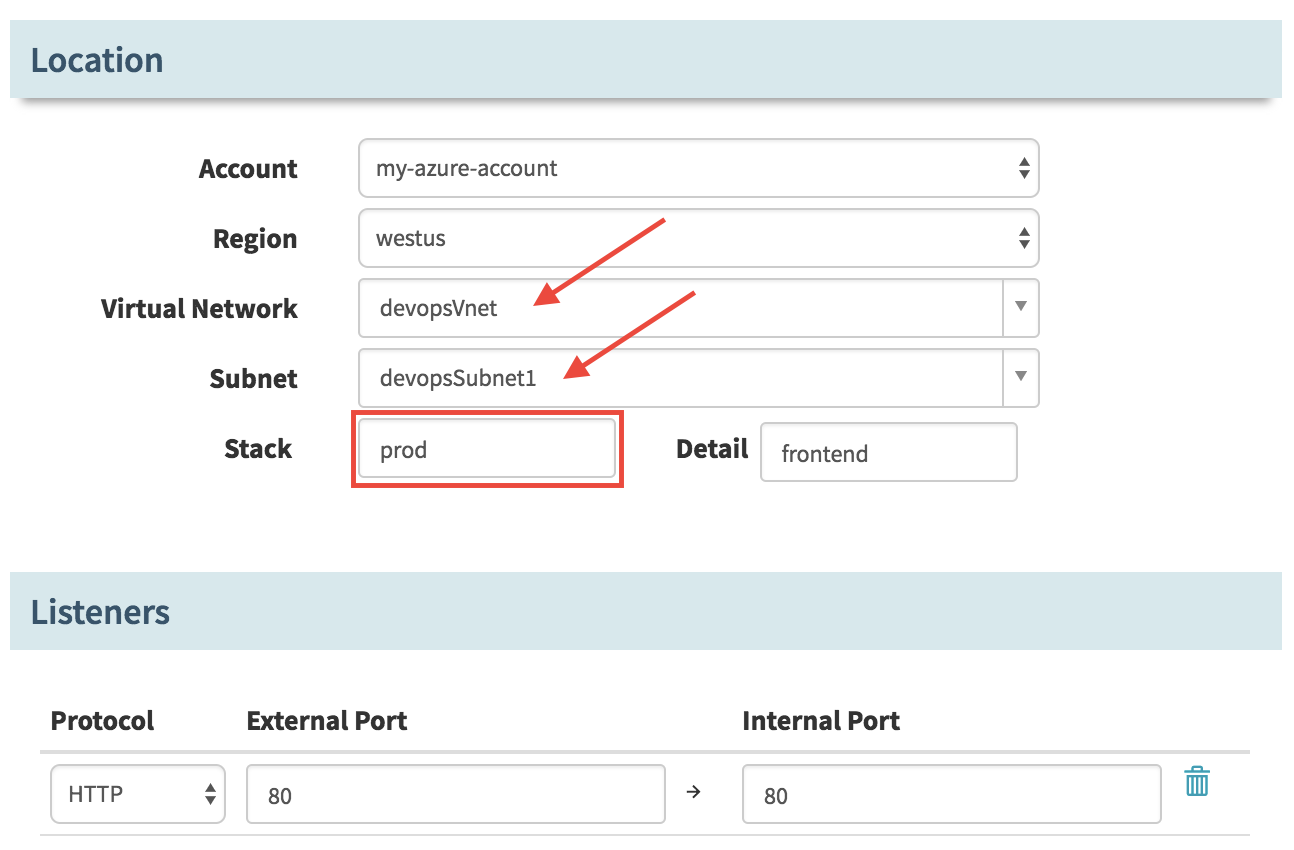 Location
Account my-azure-account
Region westus
Virtual Network devopsVnet
Subnet devopsSubnet1
Stack prod Detail frontend
Listeners
Protocol External Port Internal Port
HTTP 80 → 80